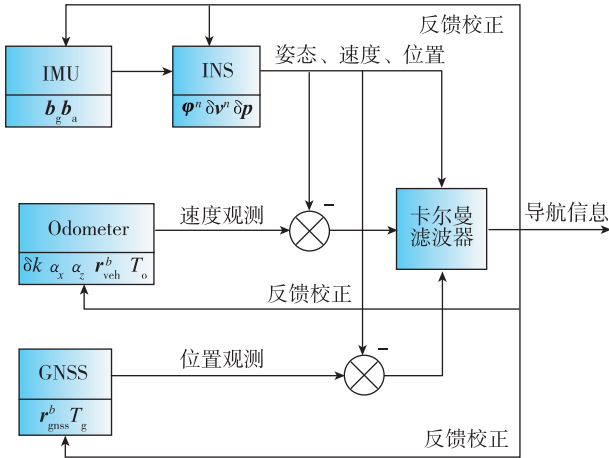 反馈校正
IMU
b_g b_a
INS
φ^n δv^n δp
姿态、速度、位置
Odometer
δk α_x α_z r^b_veh T_o
速度观测
−
卡尔曼
滤波器
导航信息
反馈校正
GNSS
r^b_gnss T_g
位置观测
−
反馈校正